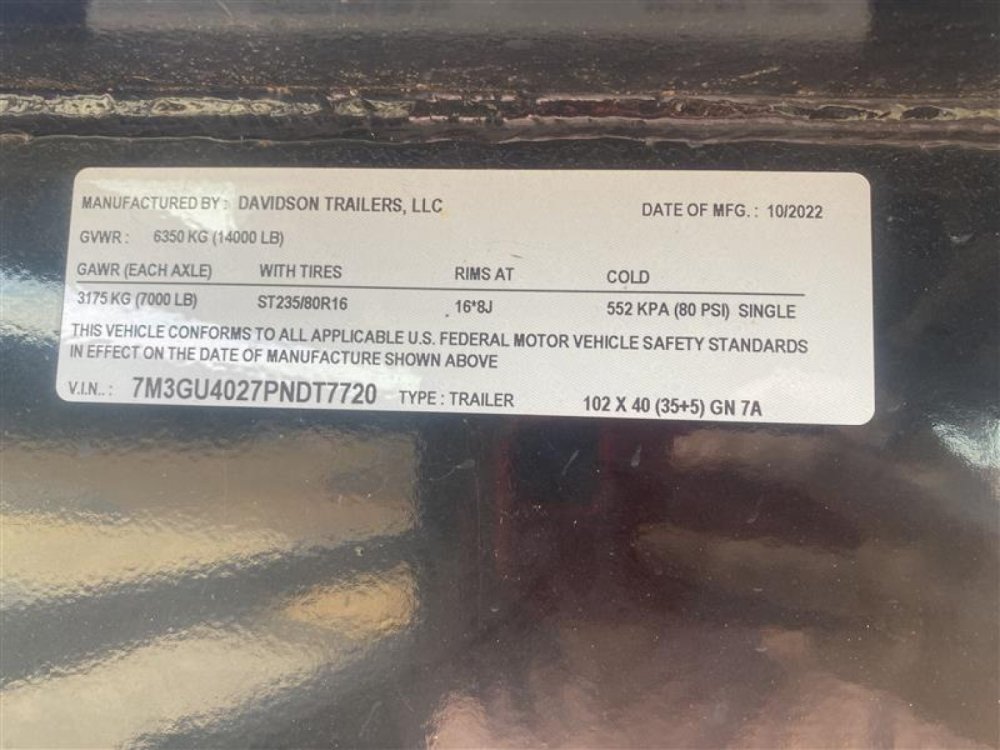 MANUFACTURED BY: DAVIDSON TRAILERS, LLC DATE OF MFG.: 10/2022
GVWR: 6350 KG (14000 LB)
GAWR (EACH AXLE) WITH TIRES RIMS AT COLD
3175 KG (7000 LB) ST235/80R16 16*8J 552 KPA (80 PSI) SINGLE
THIS VEHICLE CONFORMS TO ALL APPLICABLE U.S. FEDERAL MOTOR VEHICLE SAFETY STANDARDS
IN EFFECT ON THE DATE OF MANUFACTURE SHOWN ABOVE
V.I.N..: 7M3GU4027PNDT7720 TYPE: TRAILER 102 X 40 (35+5) GN 7A